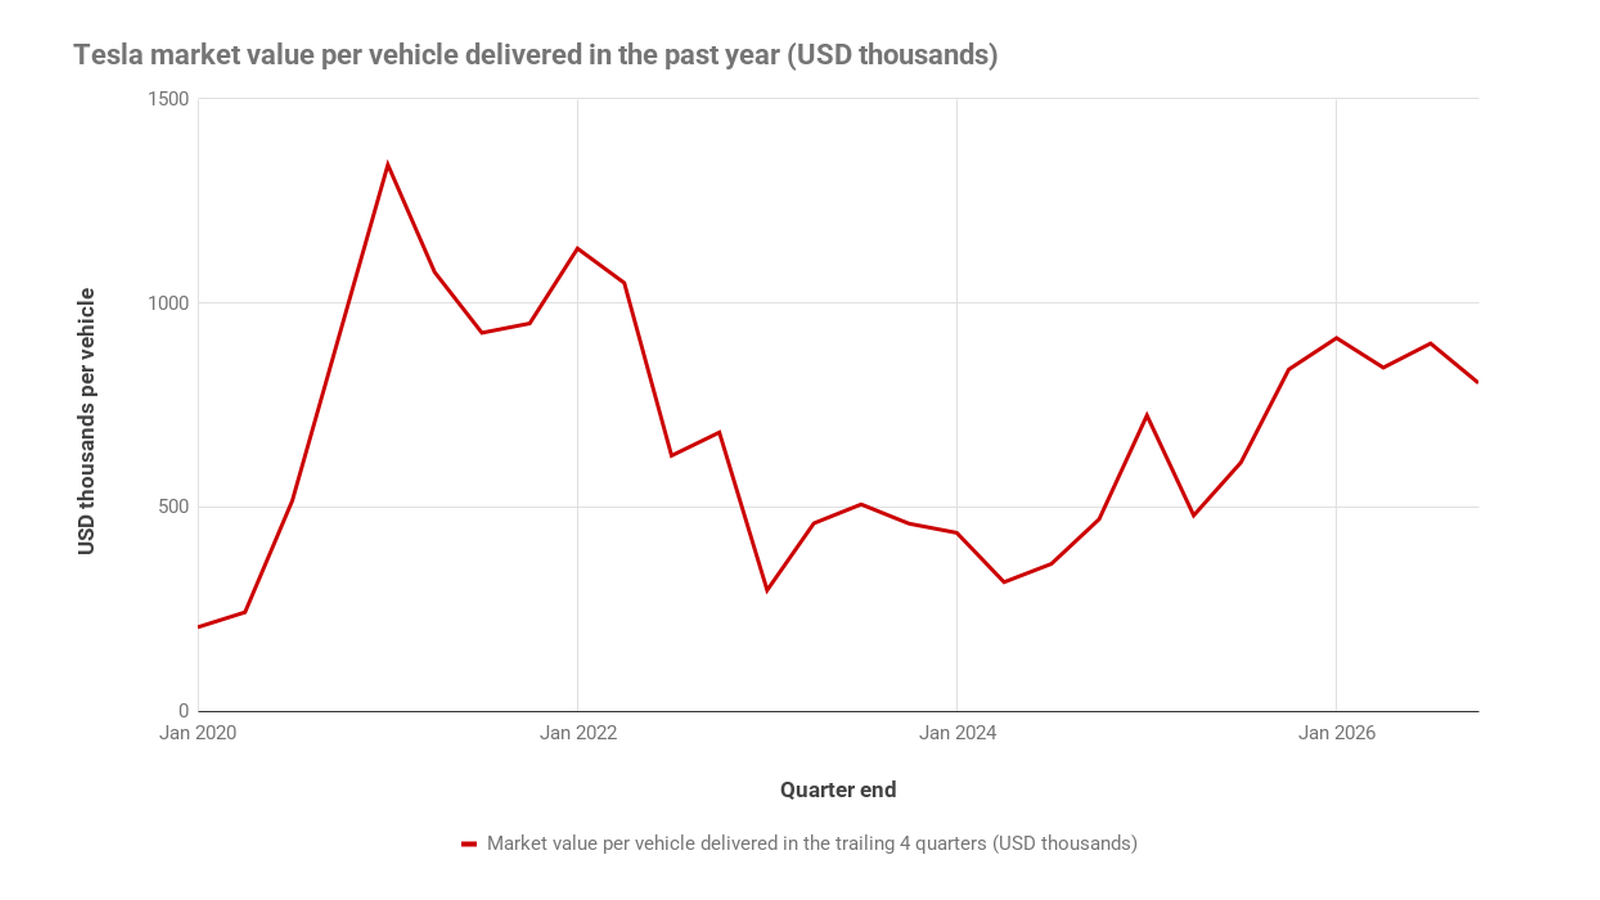 Tesla market value per vehicle delivered in the past year (USD thousands)
1500
1000
500
0
USD thousands per vehicle
Jan 2020
Jan 2022
Jan 2024
Jan 2026
Quarter end
Market value per vehicle delivered in the trailing 4 quarters (USD thousands)